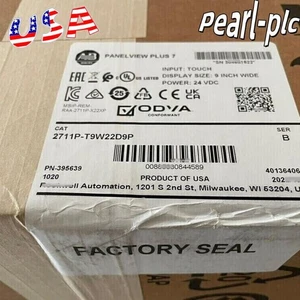 USA
Pearl-plc
PANELVIEW PLUS 7
INPUT: TOUCH
DISPLAY SIZE: 9 INCH WIDE
POWER: 24 VDC
ODVA
CONFORMANT
CAT
SER
2711P-T9W22D9P
B
PN-395639
1020
PRODUCT OF USA
Rockwell Automation, 1201 S 2nd St, Milwaukee, WI 53204, U
FACTORY SEAL